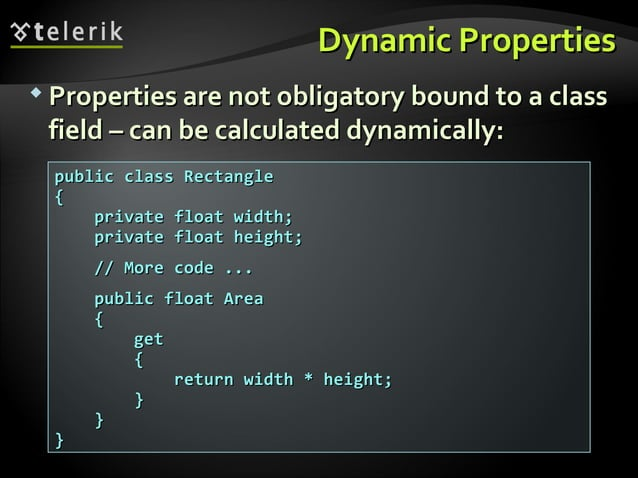 telerik
Dynamic Properties
Properties are not obligatory bound to a class
field – can be calculated dynamically:
public class Rectangle
{
    private float width;
    private float height;
    // More code ...
    public float Area
    {
        get
        {
            return width * height;
        }
    }
}